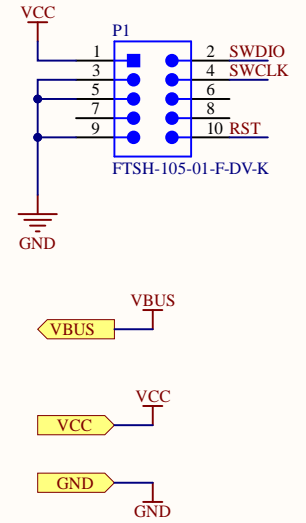 VCC
P1
1 2 SWDIO
3 4 SWCLK
5 6
7 8
9 10 RST
FTSH-105-01-F-DV-K
GND
VBUS
VBUS
VCC
VCC
GND
GND